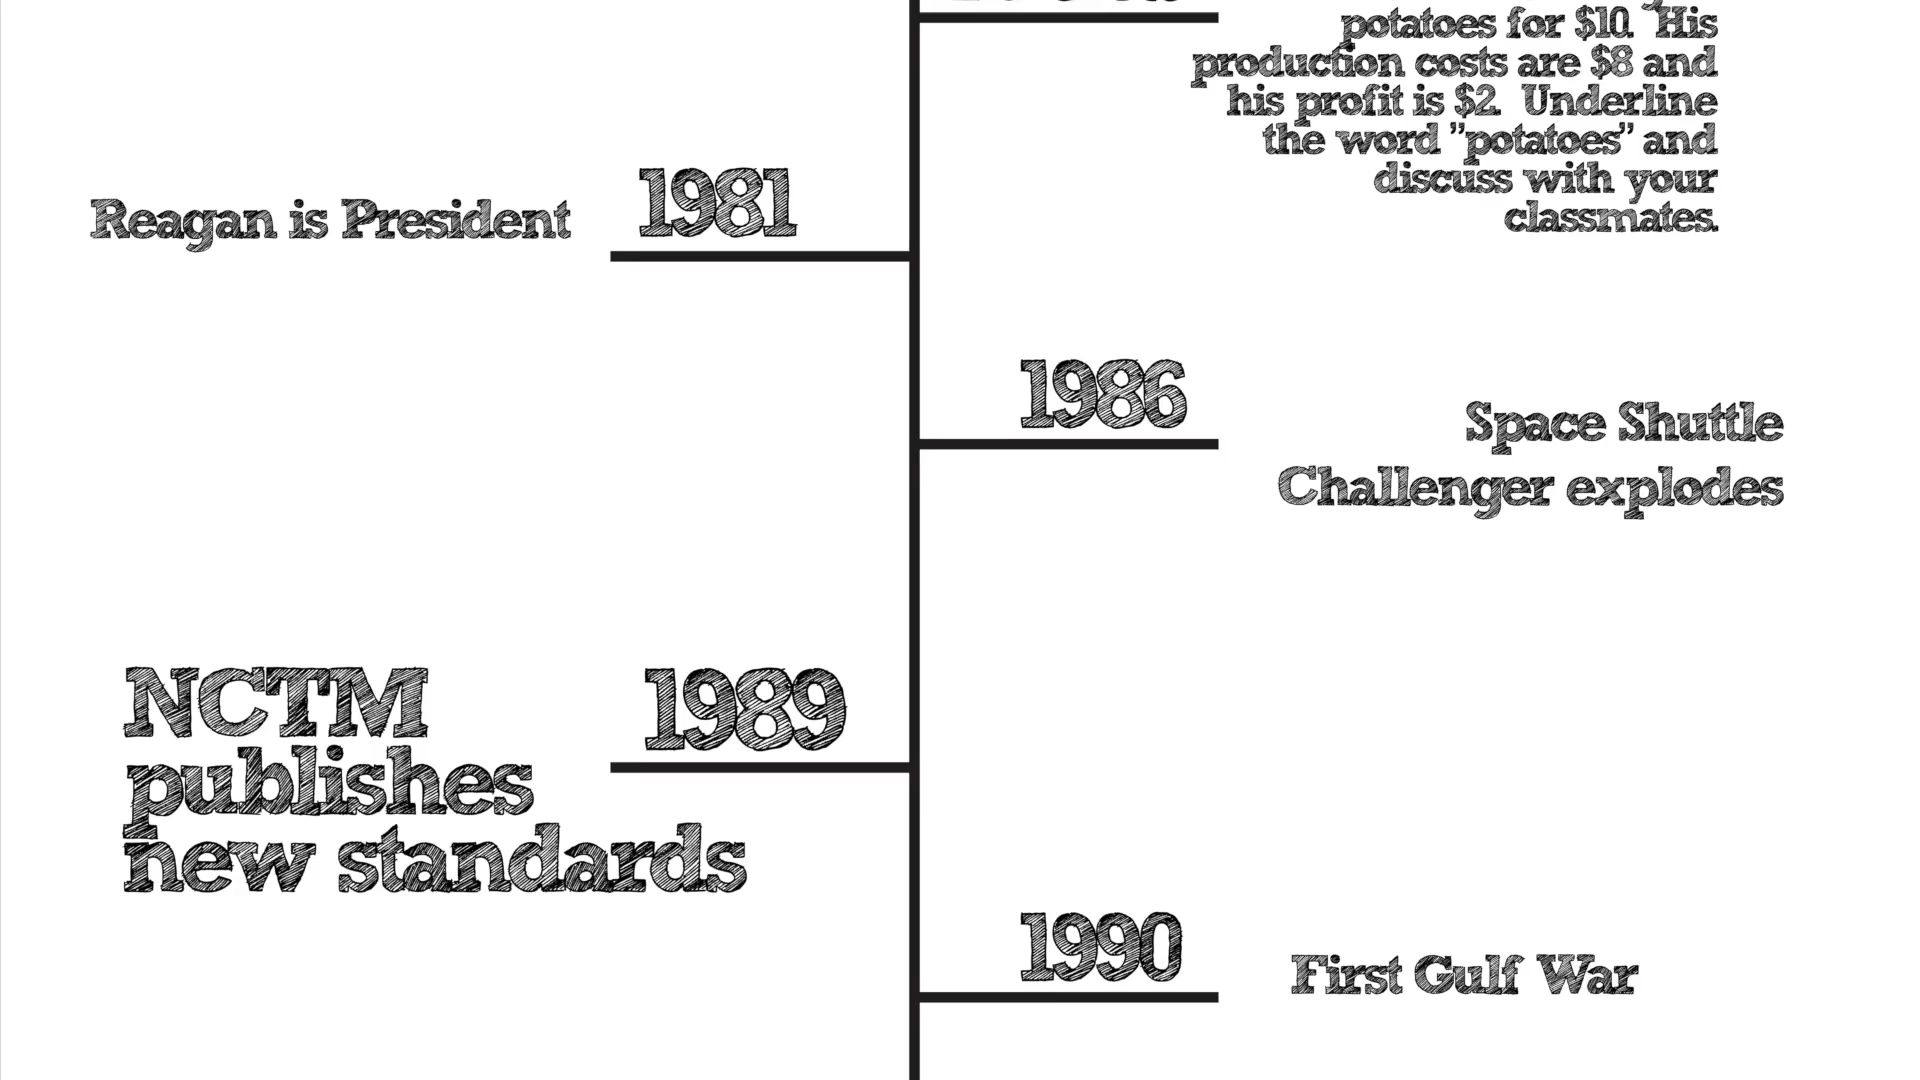 potatoes for $10. His
production costs are $8 and
his profit is $2. Underline
the word "potatoes" and
discuss with your
classmates.
1981
Reagan is President
1986
Space Shuttle
Challenger explodes
1989
NCTM
publishes
new standards
1990
First Gulf War